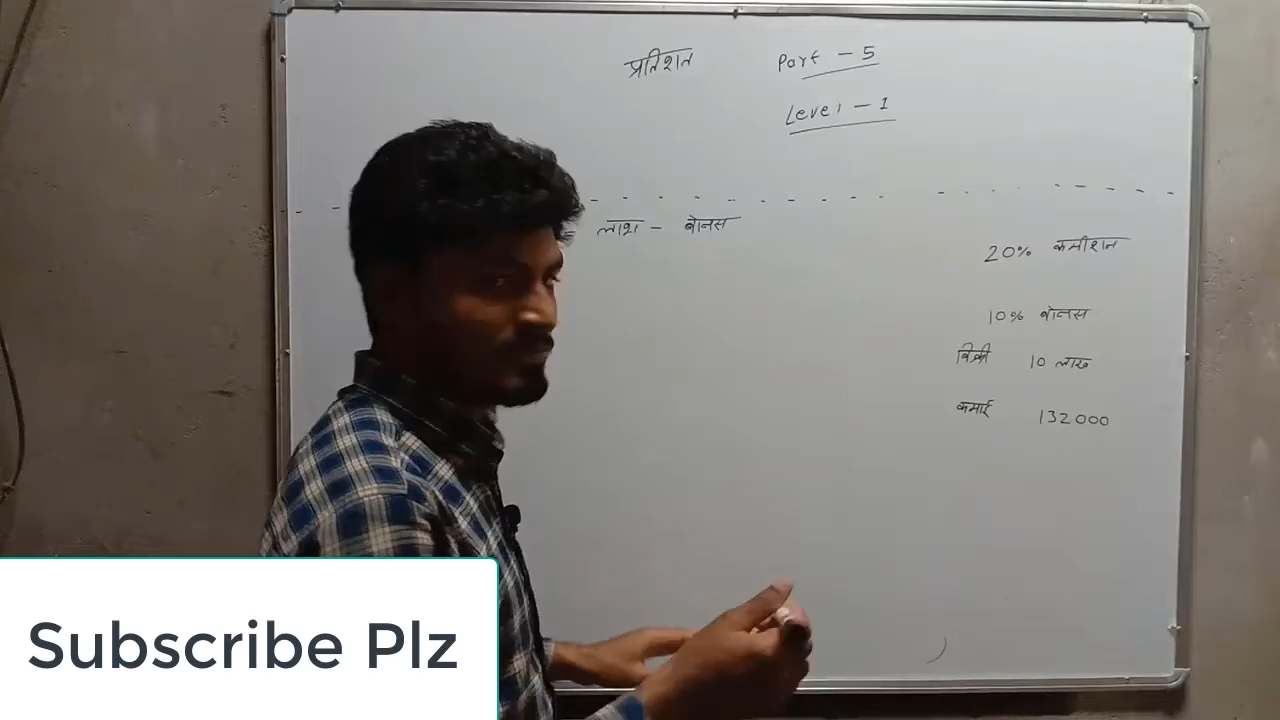 प्रतिशत Part - 5
Level - 1
= लाभ - बोनस
20% कमीशन
10% बोनस
बिक्री 10 लाख
कमाई 132000
Subscribe Plz